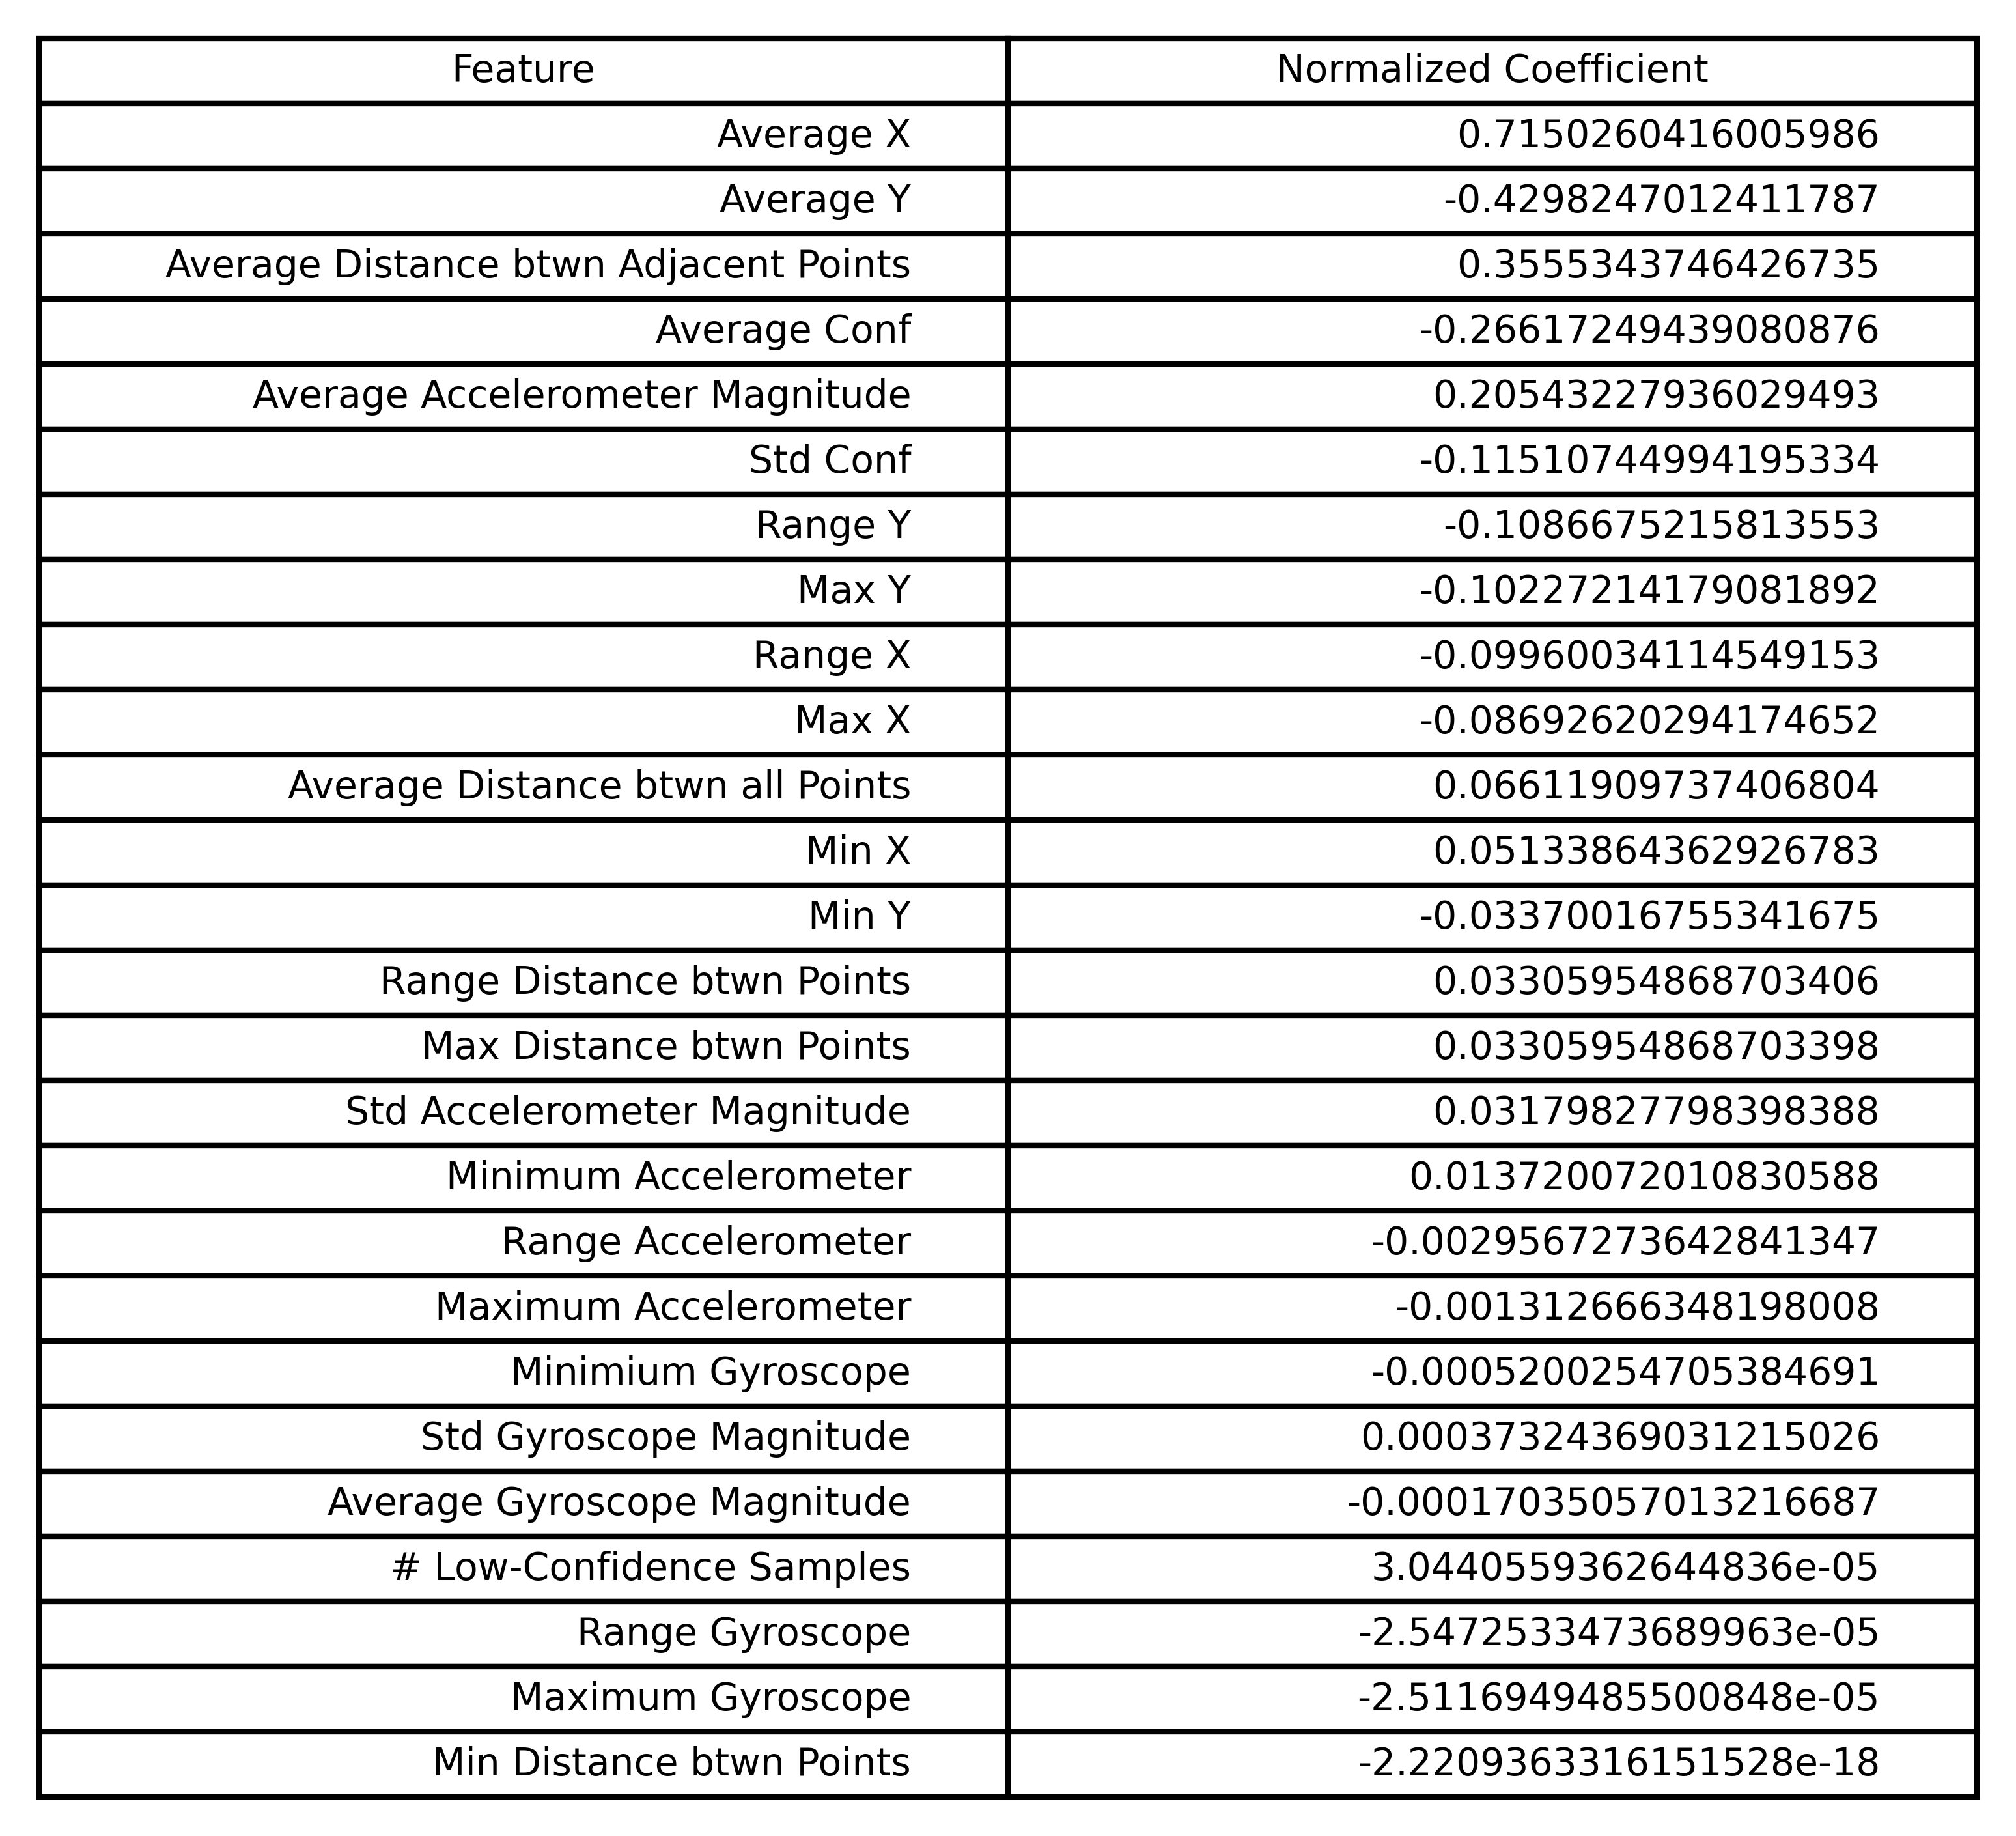 Feature Normalized Coefficient
Average X 0.7150260416005986
Average Y -0.4298247012411787
Average Distance btwn Adjacent Points 0.3555343746426735
Average Conf -0.26617249439080876
Average Accelerometer Magnitude 0.20543227936029493
Std Conf -0.11510744994195334
Range Y -0.1086675215813553
Max Y -0.10227214179081892
Range X -0.09960034114549153
Max X -0.08692620294174652
Average Distance btwn all Points 0.06611909737406804
Min X 0.05133864362926783
Min Y -0.03370016755341675
Range Distance btwn Points 0.03305954868703406
Max Distance btwn Points 0.03305954868703398
Std Accelerometer Magnitude 0.03179827798398388
Minimum Accelerometer 0.013720072010830588
Range Accelerometer -0.0029567273642841347
Maximum Accelerometer -0.001312666348198008
Minimium Gyroscope -0.0005200254705384691
Std Gyroscope Magnitude 0.00037324369031215026
Average Gyroscope Magnitude -0.00017035057013216687
# Low-Confidence Samples 3.0440559362644836e-05
Range Gyroscope -2.5472533473689963e-05
Maximum Gyroscope -2.5116949485500848e-05
Min Distance btwn Points -2.2209363316151528e-18